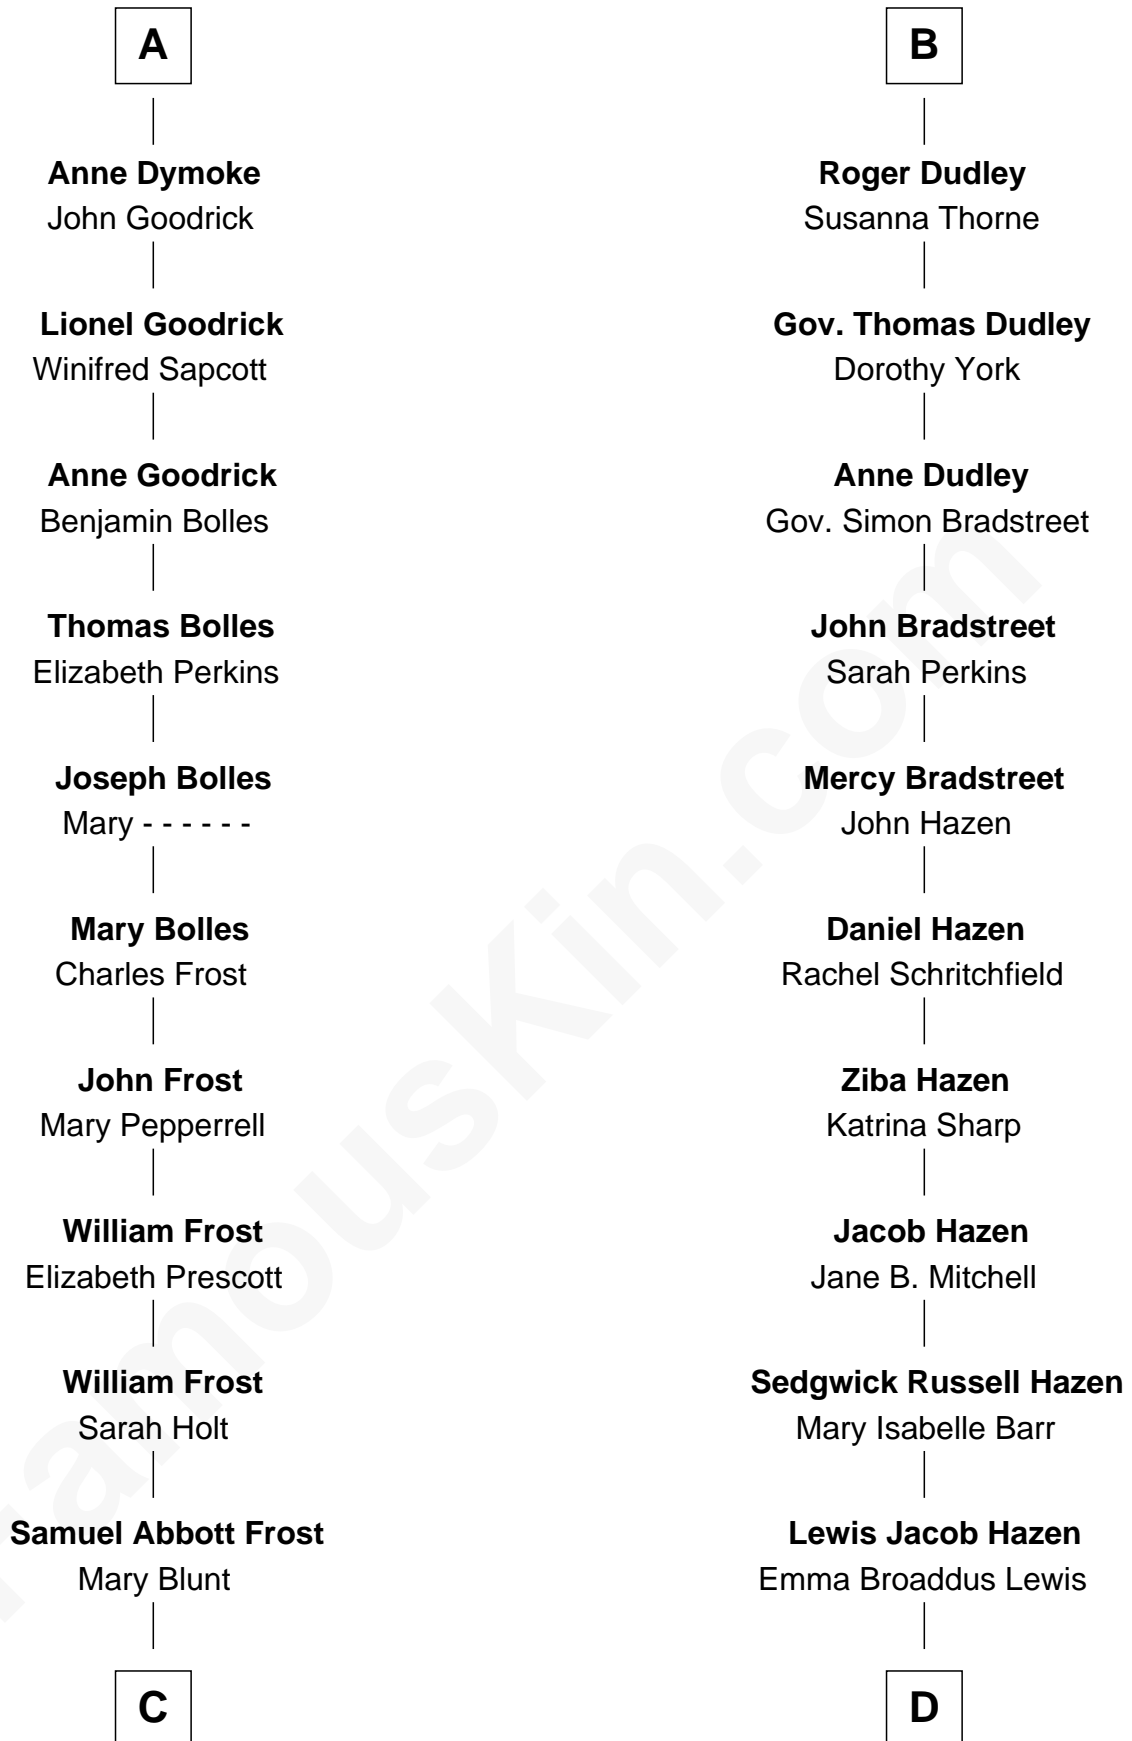 A
Anne Dymoke
John Goodrick
Lionel Goodrick
Winifred Sapcott
Anne Goodrick
Benjamin Bolles
Thomas Bolles
Elizabeth Perkins
Joseph Bolles
Mary - - - - - -
Mary Bolles
Charles Frost
John Frost
Mary Pepperrell
William Frost
Elizabeth Prescott
William Frost
Sarah Holt
Samuel Abbott Frost
Mary Blunt
C
B
Roger Dudley
Susanna Thorne
Gov. Thomas Dudley
Dorothy York
Anne Dudley
Gov. Simon Bradstreet
John Bradstreet
Sarah Perkins
Mercy Bradstreet
John Hazen
Daniel Hazen
Rachel Schritchfield
Ziba Hazen
Katrina Sharp
Jacob Hazen
Jane B. Mitchell
Sedgwick Russell Hazen
Mary Isabelle Barr
Lewis Jacob Hazen
Emma Broaddus Lewis
D
FamousKin.com